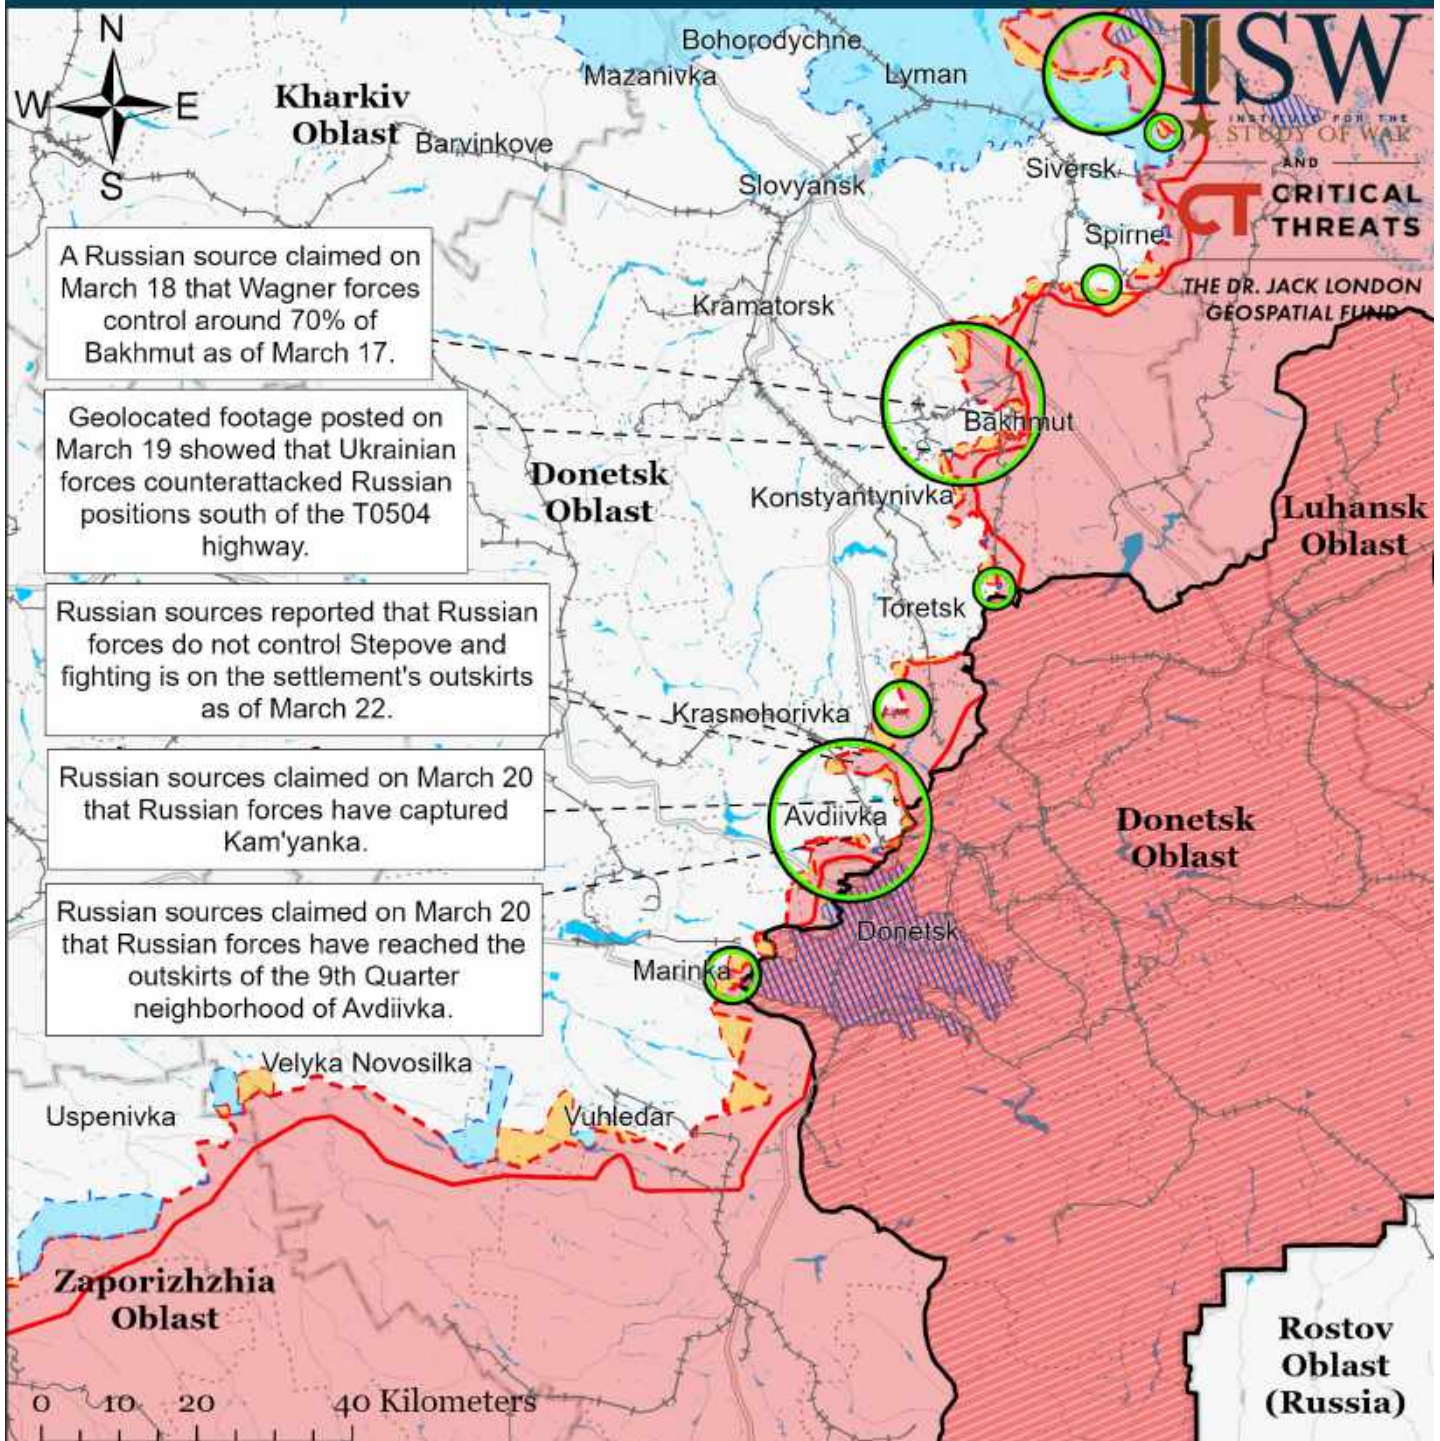 N
W
E
S
ISW
INSTITUTE FOR THE
STUDY OF WAR
AND
CT CRITICAL
THREATS
THE DR. JACK LONDON
GEOSPATIAL FUND
Kharkiv
Oblast
Bohorodychne
Mazanivka
Lyman
Barvinkove
Slovyansk
Siversk
Spirne
Kramatorsk
A Russian source claimed on
March 18 that Wagner forces
control around 70% of
Bakhmut as of March 17.
Geolocated footage posted on
March 19 showed that Ukrainian
forces counterattacked Russian
positions south of the T0504
highway.
Bakhmut
Donetsk
Oblast
Konstyantynivka
Luhansk
Oblast
Toretsk
Russian sources reported that Russian
forces do not control Stepove and
fighting is on the settlement's outskirts
as of March 22.
Krasnohorivka
Russian sources claimed on March 20
that Russian forces have captured
Kam'yanka.
Avdiivka
Donetsk
Oblast
Russian sources claimed on March 20
that Russian forces have reached the
outskirts of the 9th Quarter
neighborhood of Avdiivka.
Donetsk
Marinka
Velyka Novosilka
Uspenivka
Vuhledar
Zaporizhzhia
Oblast
Rostov
Oblast
(Russia)
0 10 20 40 Kilometers